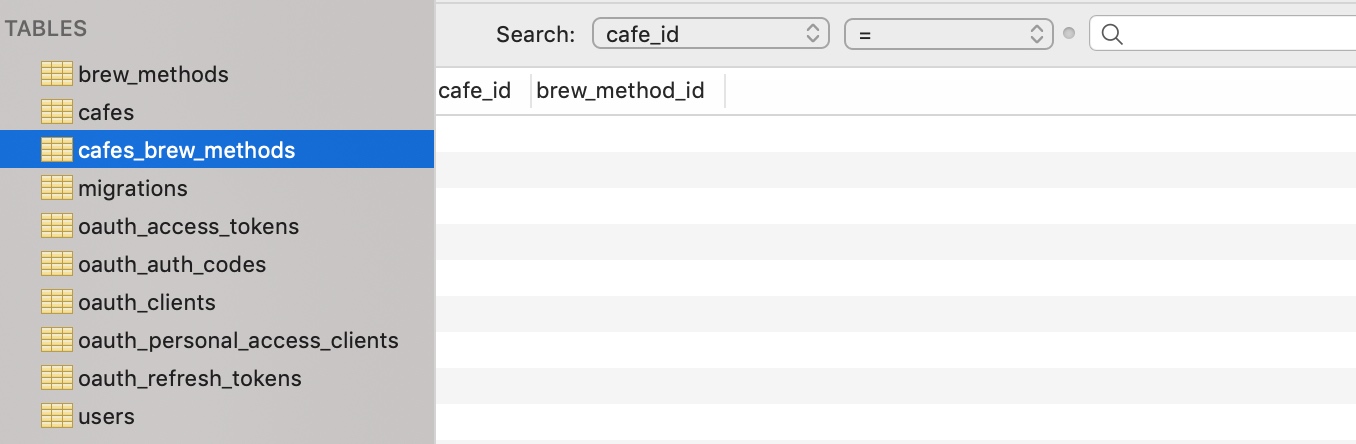 TABLES
brew_methods
cafes
cafes_brew_methods
migrations
oauth_access_tokens
oauth_auth_codes
oauth_clients
oauth_personal_access_clients
oauth_refresh_tokens
users
Search: cafe_id =
cafe_id brew_method_id